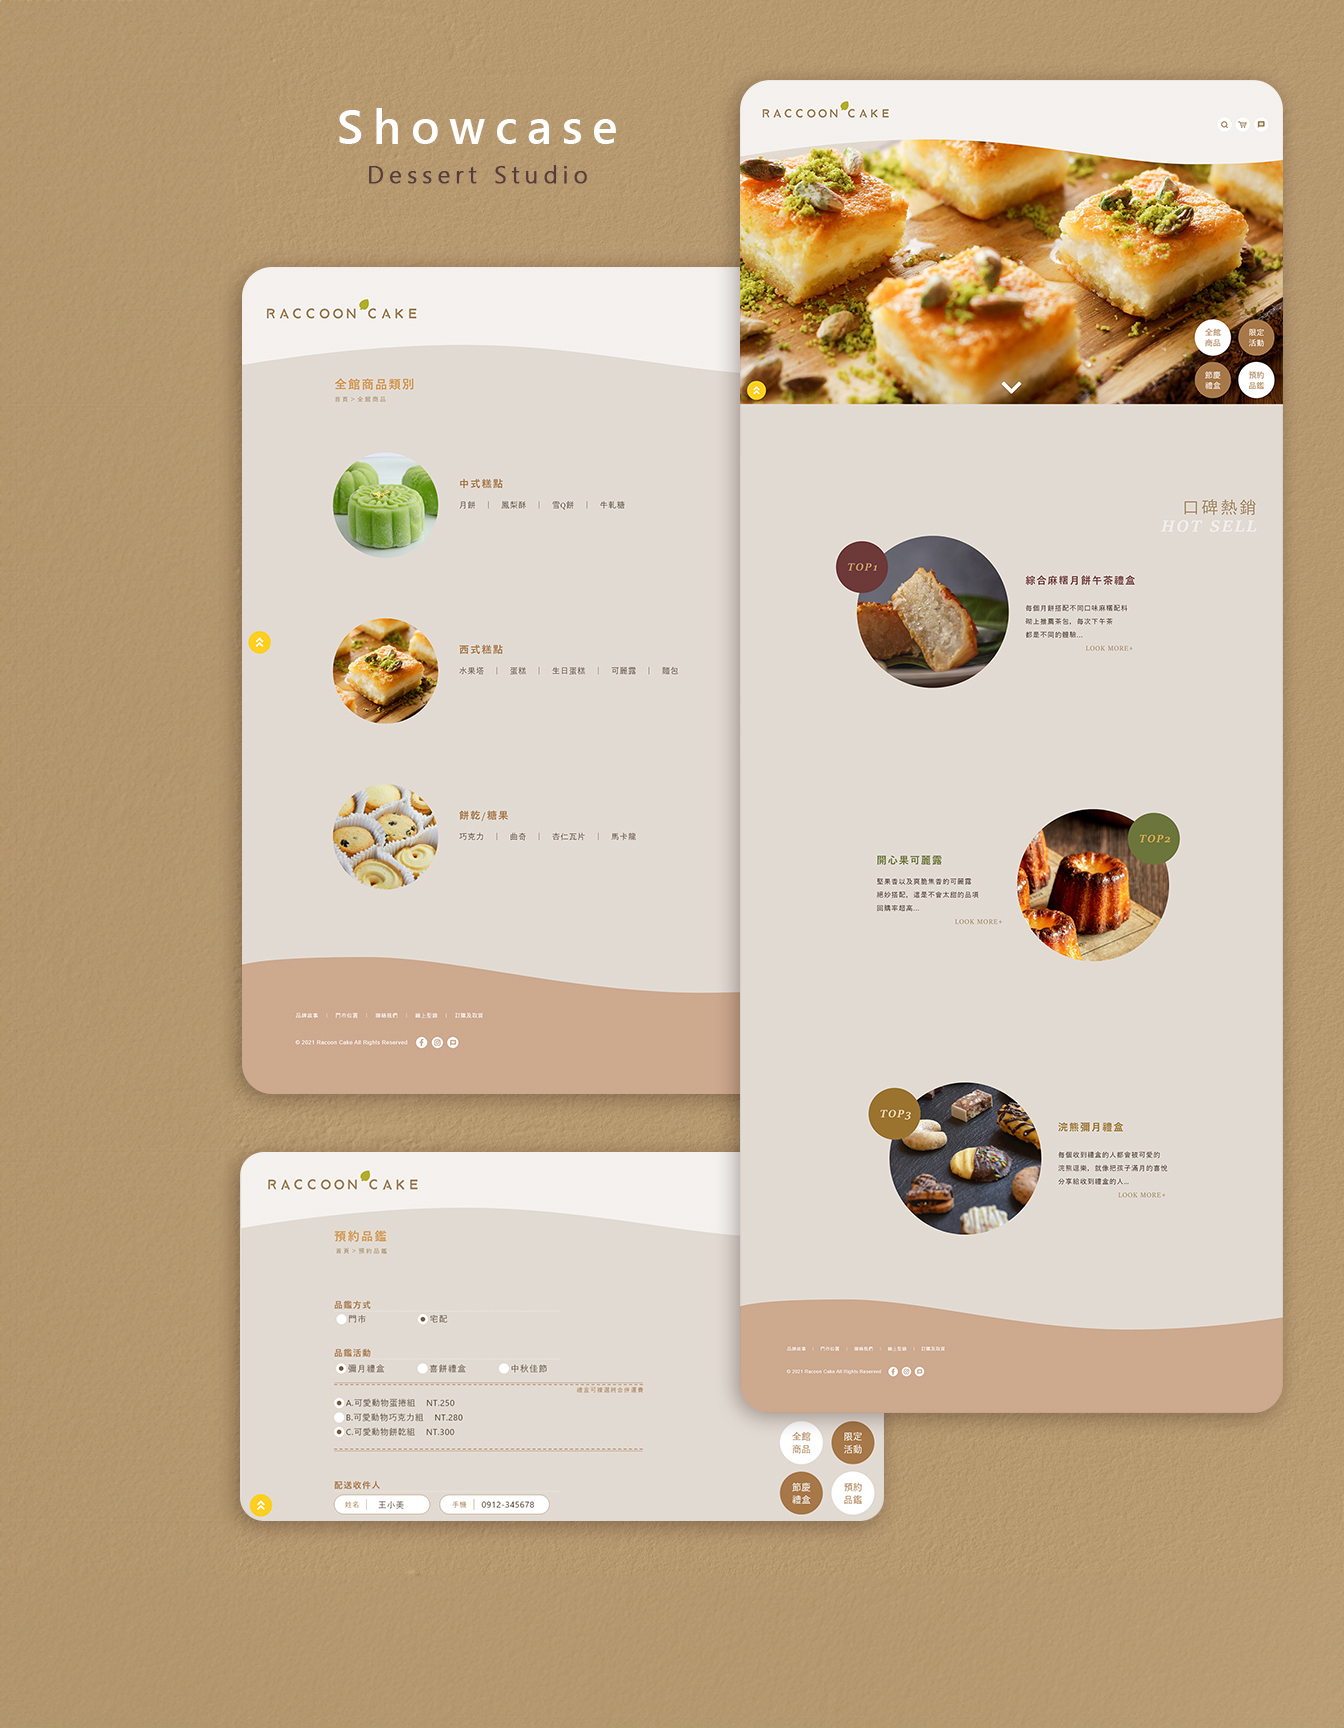 Showcase
Dessert Studio
RACCOON CAKE
全館商品類別
首頁 > 全館商品
中式糕點
月餅 | 鳳梨酥 | 雪Q餅 | 牛軋糖
西式糕點
水果塔 | 蛋糕 | 生日蛋糕 | 可麗露 | 麵包
餅乾/糖果
巧克力 | 曲奇 | 杏仁瓦片 | 馬卡龍
品牌故事 | 門市位置 | 聯絡我們 | 線上型錄 | 訂購及取貨
© 2021 Racoon Cake All Rights Reserved
RACCOON CAKE
預約品鑑
首頁 > 預約品鑑
品鑑方式
門市 宅配
品鑑活動
彌月禮盒 喜餅禮盒 中秋佳節
禮盒可複選將合併運費
A.可愛動物蛋捲組 NT.250
B.可愛動物巧克力組 NT.280
C.可愛動物餅乾組 NT.300
配送收件人
姓名 | 王小美 手機 | 0912-345678
全館商品
限定活動
節慶禮盒
預約品鑑
RACCOON CAKE
全館商品
限定活動
節慶禮盒
預約品鑑
口碑熱銷
HOT SELL
TOP1
綜合麻糬月餅午茶禮盒
每個月餅搭配不同口味麻糬配料
砌上推薦茶包，每次下午茶
都是不同的體驗...
LOOK MORE+
TOP2
開心果可麗露
堅果香以及爽脆焦香的可麗露
絕妙搭配，這是不會太甜的品項
回購率超高...
LOOK MORE+
TOP3
浣熊彌月禮盒
每個收到禮盒的人都會被可愛的
浣熊逗樂，就像把孩子滿月的喜悅
分享給收到禮盒的人...
LOOK MORE+
品牌故事 | 門市位置 | 聯絡我們 | 線上型錄 | 訂購及取貨
© 2021 Racoon Cake All Rights Reserved